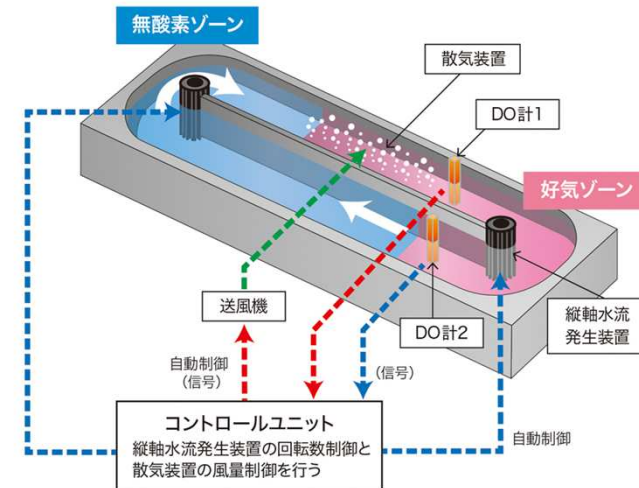 無酸素ゾーン
散気装置
DO計1
好気ゾーン
送風機
DO計2
縦軸水流
発生装置
自動制御
(信号)
(信号)
自動制御
コントロールユニット
縦軸水流発生装置の回転数制御と
散気装置の風量制御を行う